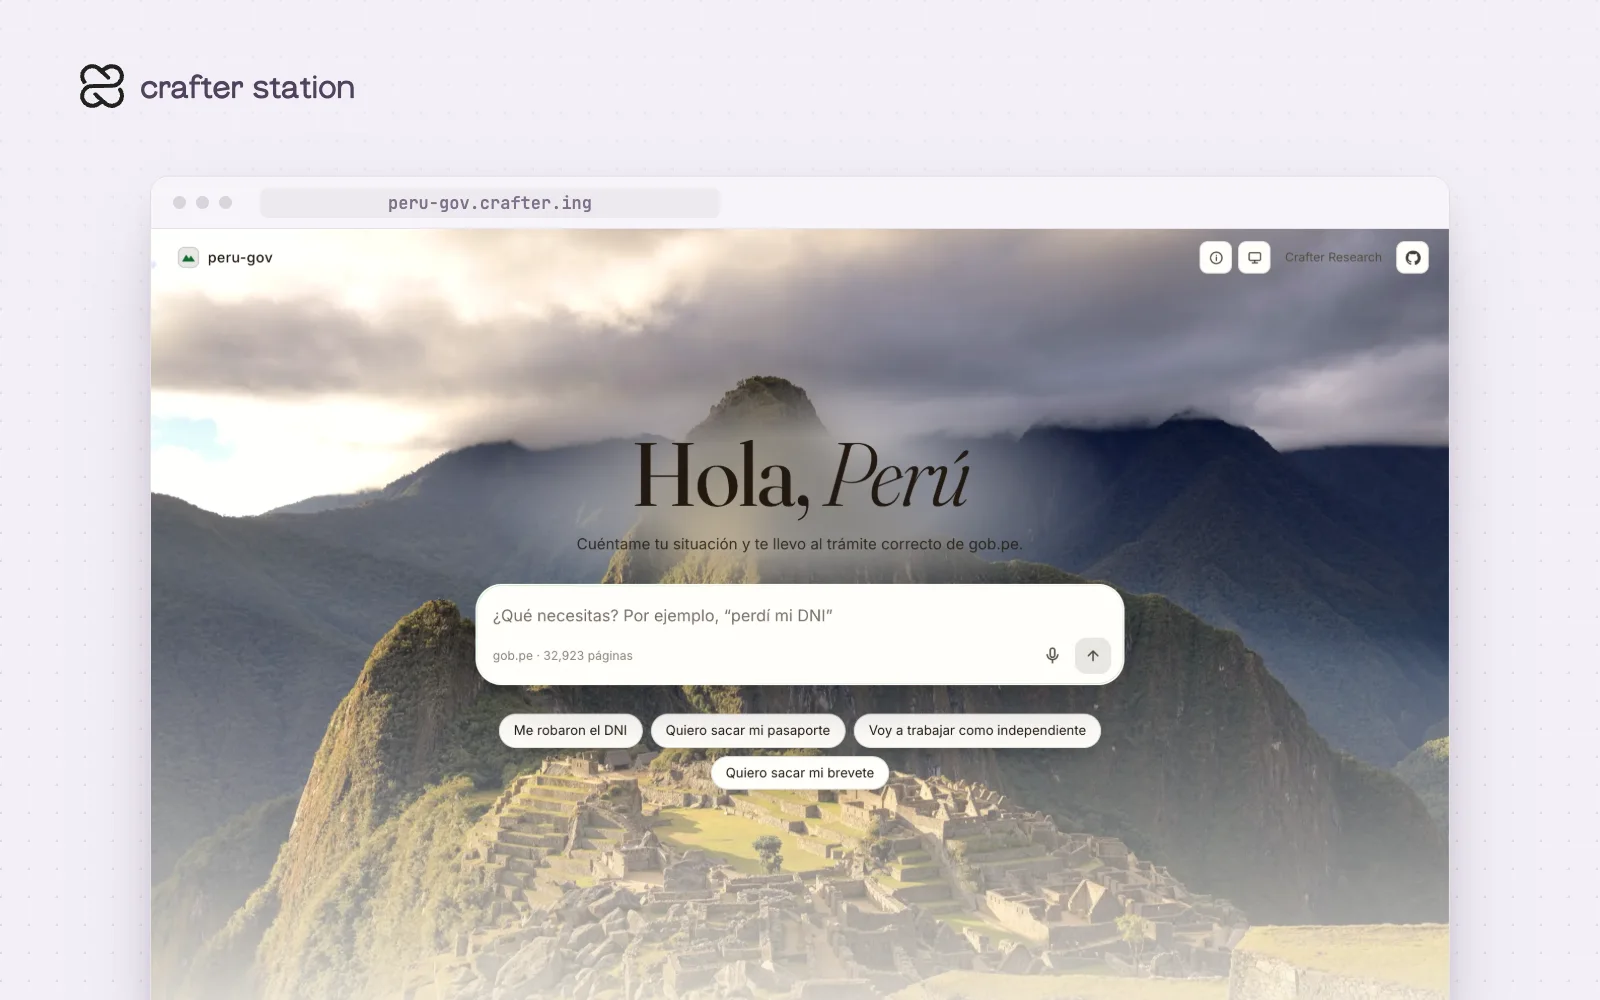 crafter station
peru-gov.crafter.ing
peru-gov
Crafter Research
Hola, Perú
Cuéntame tu situación y te llevo al trámite correcto de gob.pe.
¿Qué necesitas? Por ejemplo, “perdí mi DNI”
gob.pe · 32,923 páginas
Me robaron el DNI
Quiero sacar mi pasaporte
Voy a trabajar como independiente
Quiero sacar mi brevete